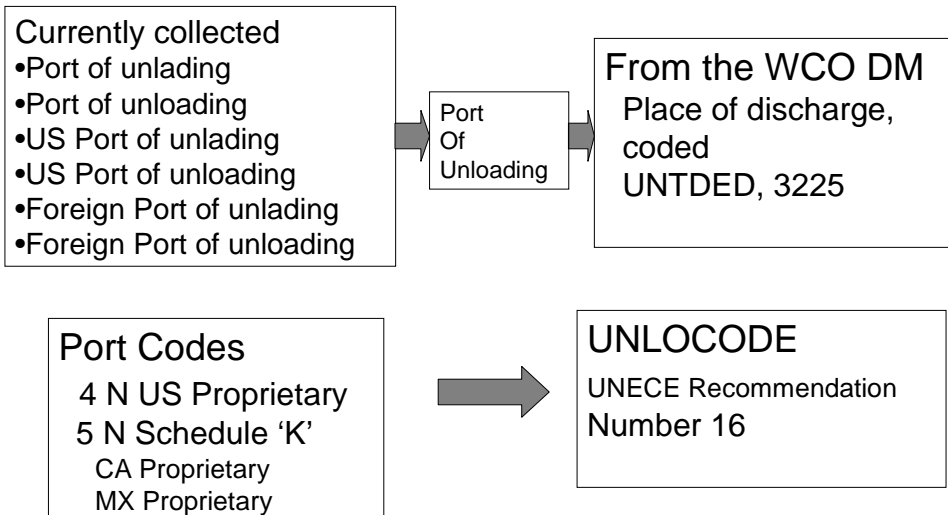 Currently collected
•Port of unlading
•Port of unloading
•US Port of unlading
•US Port of unloading
•Foreign Port of unlading
•Foreign Port of unloading
Port
Of
Unloading
From the WCO DM
Place of discharge,
coded
UNTDED, 3225
Port Codes
4 N US Proprietary
5 N Schedule ‘K’
CA Proprietary
MX Proprietary
UNLOCODE
UNECE Recommendation
Number 16